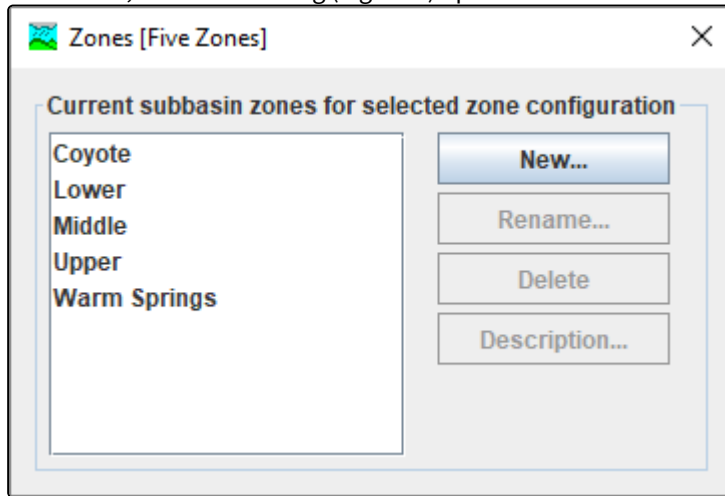 Zones [Five Zones]
Current subbasin zones for selected zone configuration
Coyote
Lower
Middle
Upper
Warm Springs
New...
Rename...
Delete
Description...